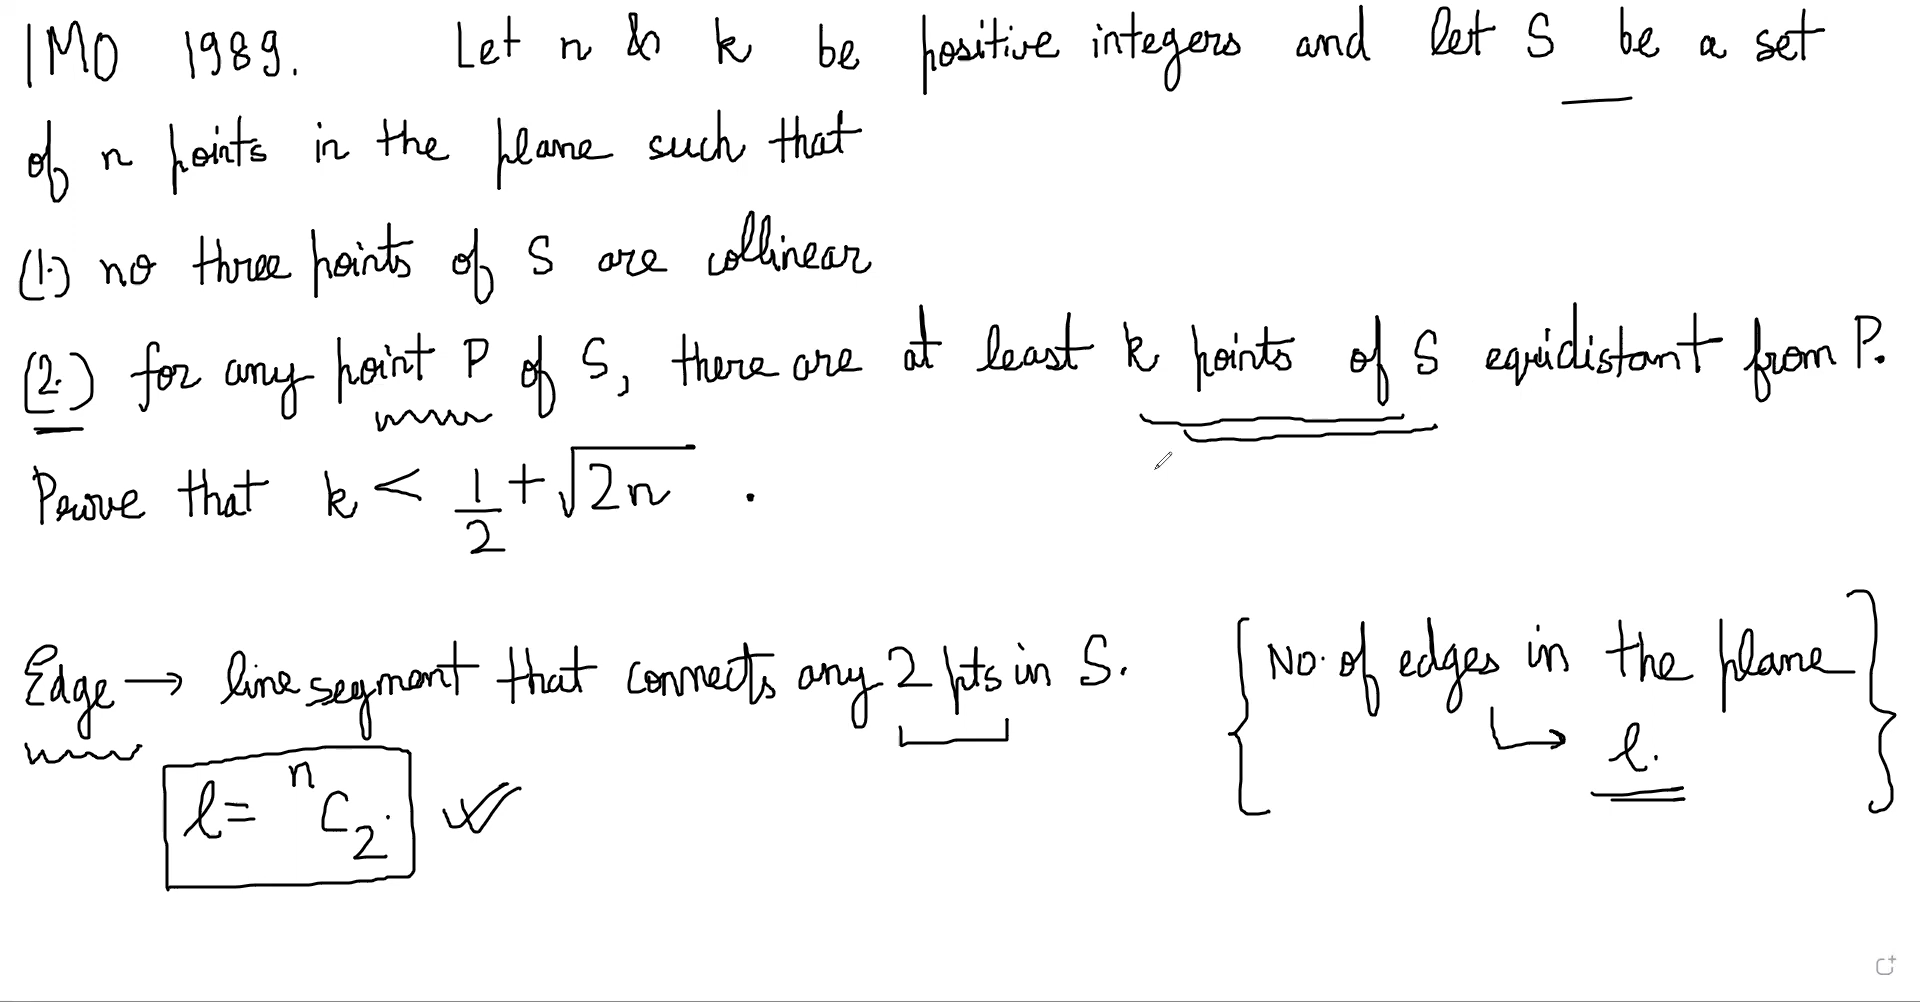 IMO 1989. Let n & k be positive integers and let S be a set
of n points in the plane such that
(1.) no three points of S are collinear
(2.) for any point P of S, there are at least k points of S equidistant from P.
Prove that k < 1/2 + √2n .
Edge → line segment that connects any 2 pts in S. { No. of edges in the plane ↳ l. }
l = ⁿC₂.